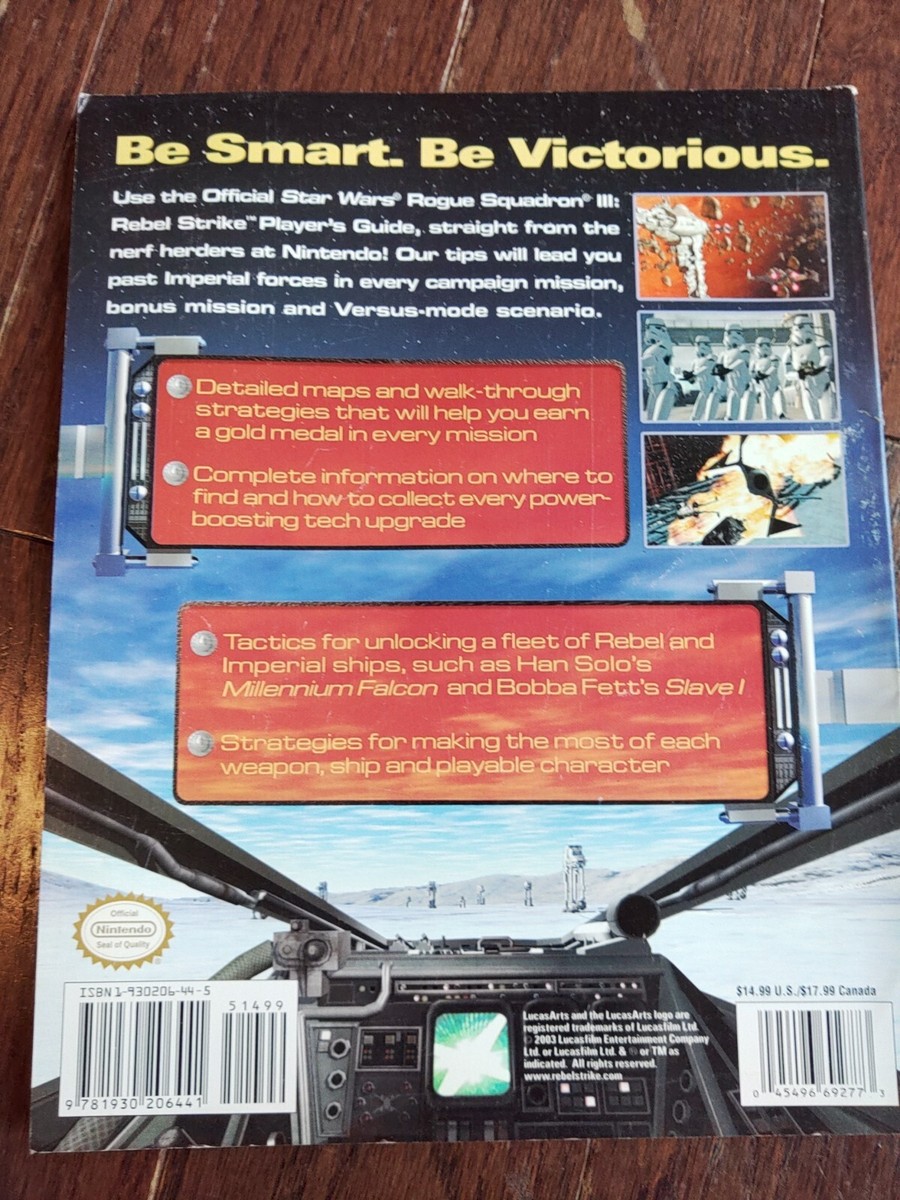 Be Smart. Be Victorious.
Use the Official Star Wars® Rogue Squadron® III:
Rebel Strike™ Player's Guide, straight from the
nerf herders at Nintendo! Our tips will lead you
past Imperial forces in every campaign mission,
bonus mission and Versus-mode scenario.
Detailed maps and walk-through
strategies that will help you earn
a gold medal in every mission
Complete information on where to
find and how to collect every power-
boosting tech upgrade
Tactics for unlocking a fleet of Rebel and
Imperial ships, such as Han Solo's
Millennium Falcon and Bobba Fett's Slave I
Strategies for making the most of each
weapon, ship and playable character
Official
Nintendo
Seal of Quality
®
ISBN 1-930206-44-5
51499
9 781930 206441
LucasArts and the LucasArts logo are
registered trademarks of Lucasfilm Ltd.
© 2003 Lucasfilm Entertainment Company
Ltd. or Lucasfilm Ltd. & ® or TM as
indicated. All rights reserved.
www.rebelstrike.com
$14.99 U.S./$17.99 Canada
0 45496 69277 3